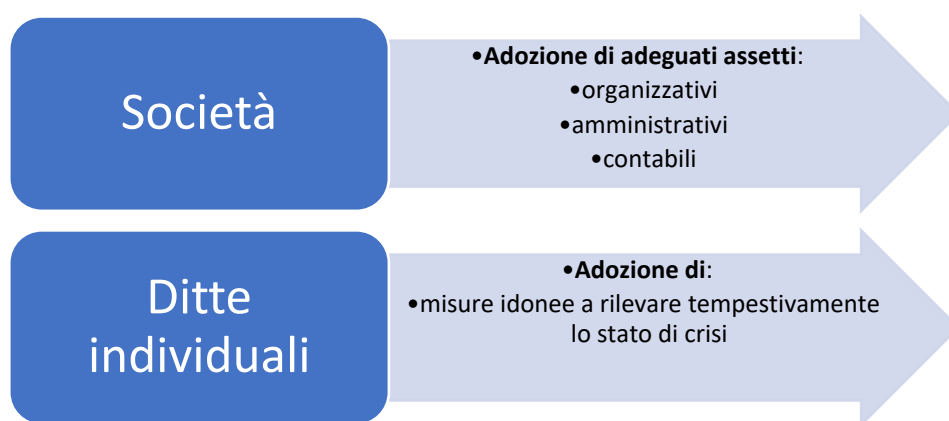 Società
•Adozione di adeguati assetti:
•organizzativi
•amministrativi
•contabili
Ditte
individuali
•Adozione di:
•misure idonee a rilevare tempestivamente
lo stato di crisi